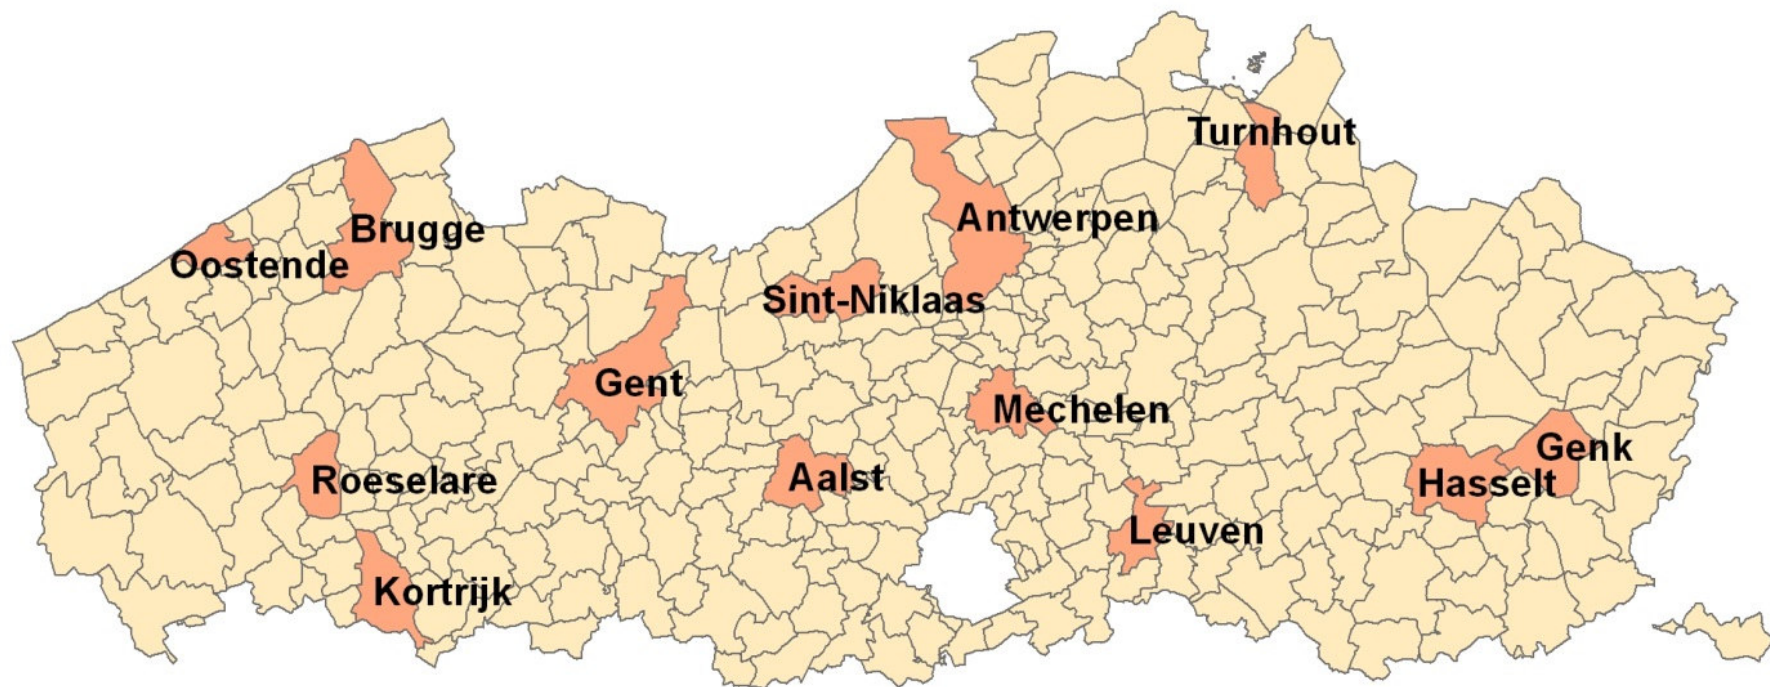 Turnhout
Antwerpen
Brugge
Oostende
Sint-Niklaas
Gent
Mechelen
Genk
Roeselare
Aalst
Hasselt
Leuven
Kortrijk